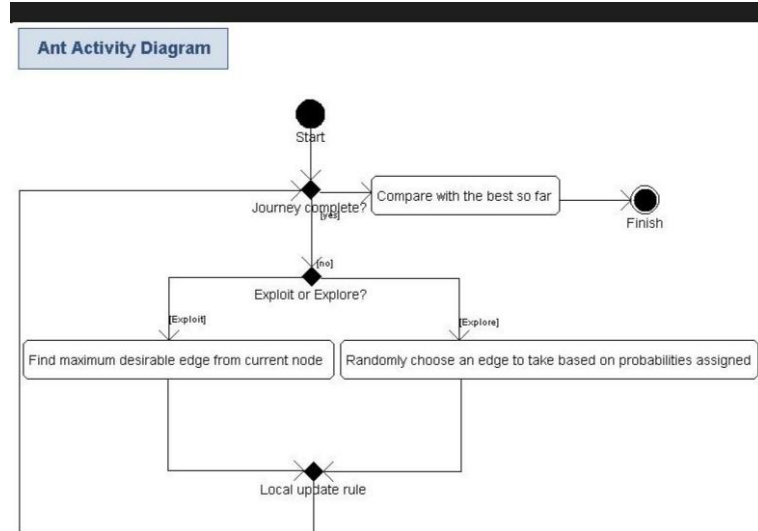 Ant Activity Diagram
Start
Journey complete?
[yes]
Compare with the best so far
Finish
[no]
Exploit or Explore?
[Exploit]
[Explore]
Find maximum desirable edge from current node
Randomly choose an edge to take based on probabilities assigned
Local update rule